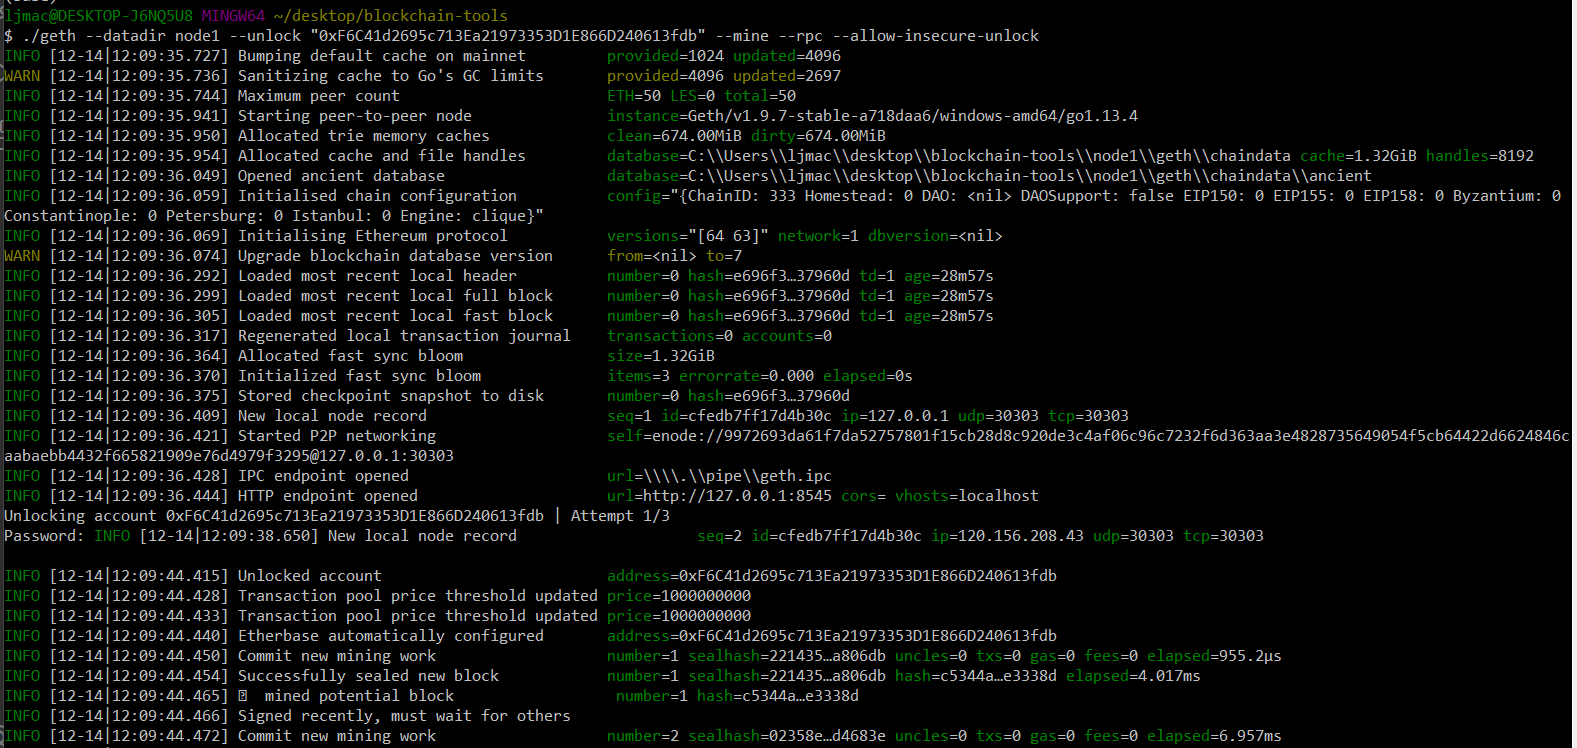 ljmac@DESKTOP-J6NQ5U8 MINGW64 ~/desktop/blockchain-tools
$ ./geth --datadir node1 --unlock "0xF6C41d2695c713Ea21973353D1E866D240613fdb" --mine --rpc --allow-insecure-unlock
INFO [12-14|12:09:35.727] Bumping default cache on mainnet         provided=1024 updated=4096
WARN [12-14|12:09:35.736] Sanitizing cache to Go's GC limits       provided=4096 updated=2697
INFO [12-14|12:09:35.744] Maximum peer count                       ETH=50 LES=0 total=50
INFO [12-14|12:09:35.941] Starting peer-to-peer node               instance=Geth/v1.9.7-stable-a718daa6/windows-amd64/go1.13.4
INFO [12-14|12:09:35.950] Allocated trie memory caches             clean=674.00MiB dirty=674.00MiB
INFO [12-14|12:09:35.954] Allocated cache and file handles         database=C:\\Users\\ljmac\\desktop\\blockchain-tools\\node1\\geth\\chaindata cache=1.32GiB handles=8192
INFO [12-14|12:09:36.049] Opened ancient database                  database=C:\\Users\\ljmac\\desktop\\blockchain-tools\\node1\\geth\\chaindata\\ancient
INFO [12-14|12:09:36.059] Initialised chain configuration          config="{ChainID: 333 Homestead: 0 DAO: <nil> DAOSupport: false EIP150: 0 EIP155: 0 EIP158: 0 Byzantium: 0
Constantinople: 0 Petersburg: 0 Istanbul: 0 Engine: clique}"
INFO [12-14|12:09:36.069] Initialising Ethereum protocol           versions="[64 63]" network=1 dbversion=<nil>
WARN [12-14|12:09:36.074] Upgrade blockchain database version      from=<nil> to=7
INFO [12-14|12:09:36.292] Loaded most recent local header          number=0 hash=e696f3…37960d td=1 age=28m57s
INFO [12-14|12:09:36.299] Loaded most recent local full block      number=0 hash=e696f3…37960d td=1 age=28m57s
INFO [12-14|12:09:36.305] Loaded most recent local fast block      number=0 hash=e696f3…37960d td=1 age=28m57s
INFO [12-14|12:09:36.317] Regenerated local transaction journal    transactions=0 accounts=0
INFO [12-14|12:09:36.364] Allocated fast sync bloom                size=1.32GiB
INFO [12-14|12:09:36.370] Initialized fast sync bloom              items=3 errorrate=0.000 elapsed=0s
INFO [12-14|12:09:36.375] Stored checkpoint snapshot to disk       number=0 hash=e696f3…37960d
INFO [12-14|12:09:36.409] New local node record                    seq=1 id=cfedb7ff17d4b30c ip=127.0.0.1 udp=30303 tcp=30303
INFO [12-14|12:09:36.421] Started P2P networking                   self=enode://9972693da61f7da52757801f15cb28d8c920de3c4af06c96c7232f6d363aa3e4828735649054f5cb64422d6624846c
aabaebb4432f665821909e76d4979f3295@127.0.0.1:30303
INFO [12-14|12:09:36.428] IPC endpoint opened                      url=\\\\.\\pipe\\geth.ipc
INFO [12-14|12:09:36.444] HTTP endpoint opened                     url=http://127.0.0.1:8545 cors= vhosts=localhost
Unlocking account 0xF6C41d2695c713Ea21973353D1E866D240613fdb | Attempt 1/3
Password: INFO [12-14|12:09:38.650] New local node record                    seq=2 id=cfedb7ff17d4b30c ip=120.156.208.43 udp=30303 tcp=30303
INFO [12-14|12:09:44.415] Unlocked account                         address=0xF6C41d2695c713Ea21973353D1E866D240613fdb
INFO [12-14|12:09:44.428] Transaction pool price threshold updated price=1000000000
INFO [12-14|12:09:44.433] Transaction pool price threshold updated price=1000000000
INFO [12-14|12:09:44.440] Etherbase automatically configured       address=0xF6C41d2695c713Ea21973353D1E866D240613fdb
INFO [12-14|12:09:44.450] Commit new mining work                   number=1 sealhash=221435…a806db uncles=0 txs=0 gas=0 fees=0 elapsed=955.2µs
INFO [12-14|12:09:44.454] Successfully sealed new block            number=1 sealhash=221435…a806db hash=c5344a…e3338d elapsed=4.017ms
INFO [12-14|12:09:44.465] mined potential block                  number=1 hash=c5344a…e3338d
INFO [12-14|12:09:44.466] Signed recently, must wait for others
INFO [12-14|12:09:44.472] Commit new mining work                   number=2 sealhash=02358e…d4683e uncles=0 txs=0 gas=0 fees=0 elapsed=6.957ms